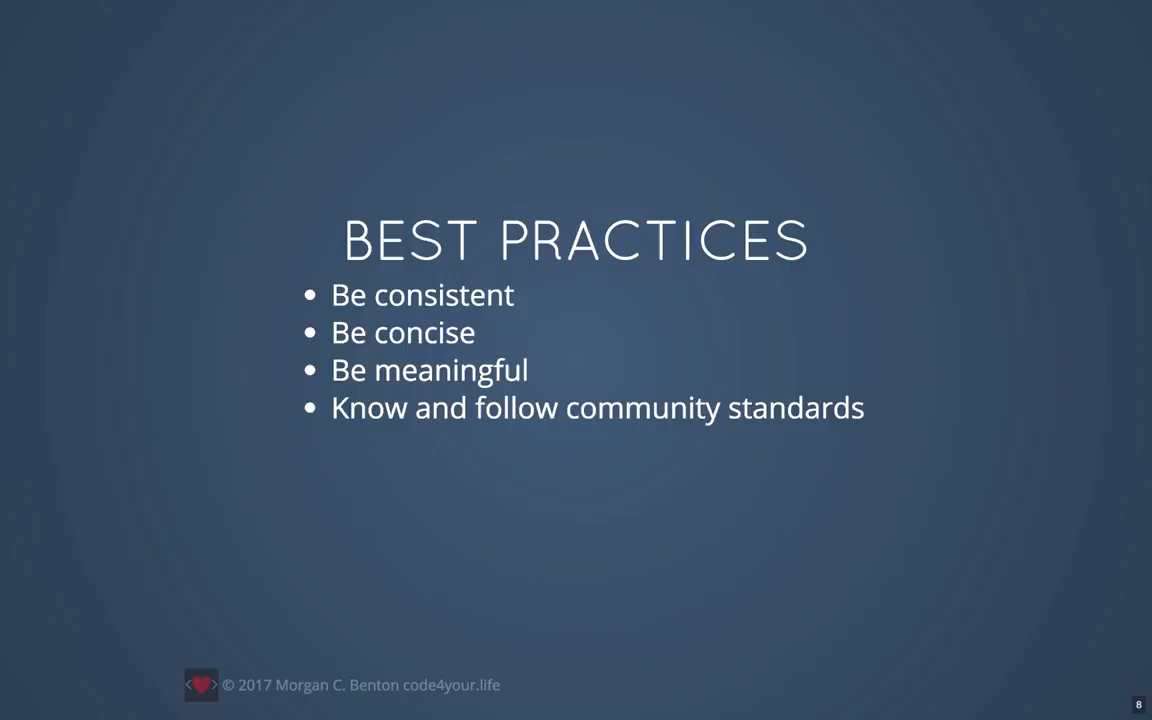 BEST PRACTICES
• Be consistent
• Be concise
• Be meaningful
• Know and follow community standards
<> © 2017 Morgan C. Benton code4your.life
8